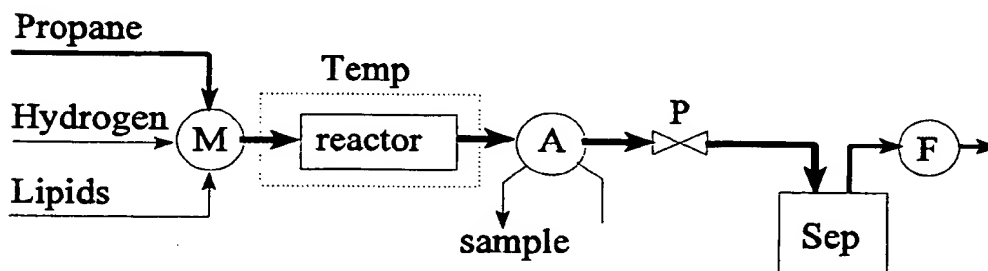 Propane
Temp
Hydrogen
M
reactor
A
P
F
Lipids
sample
Sep